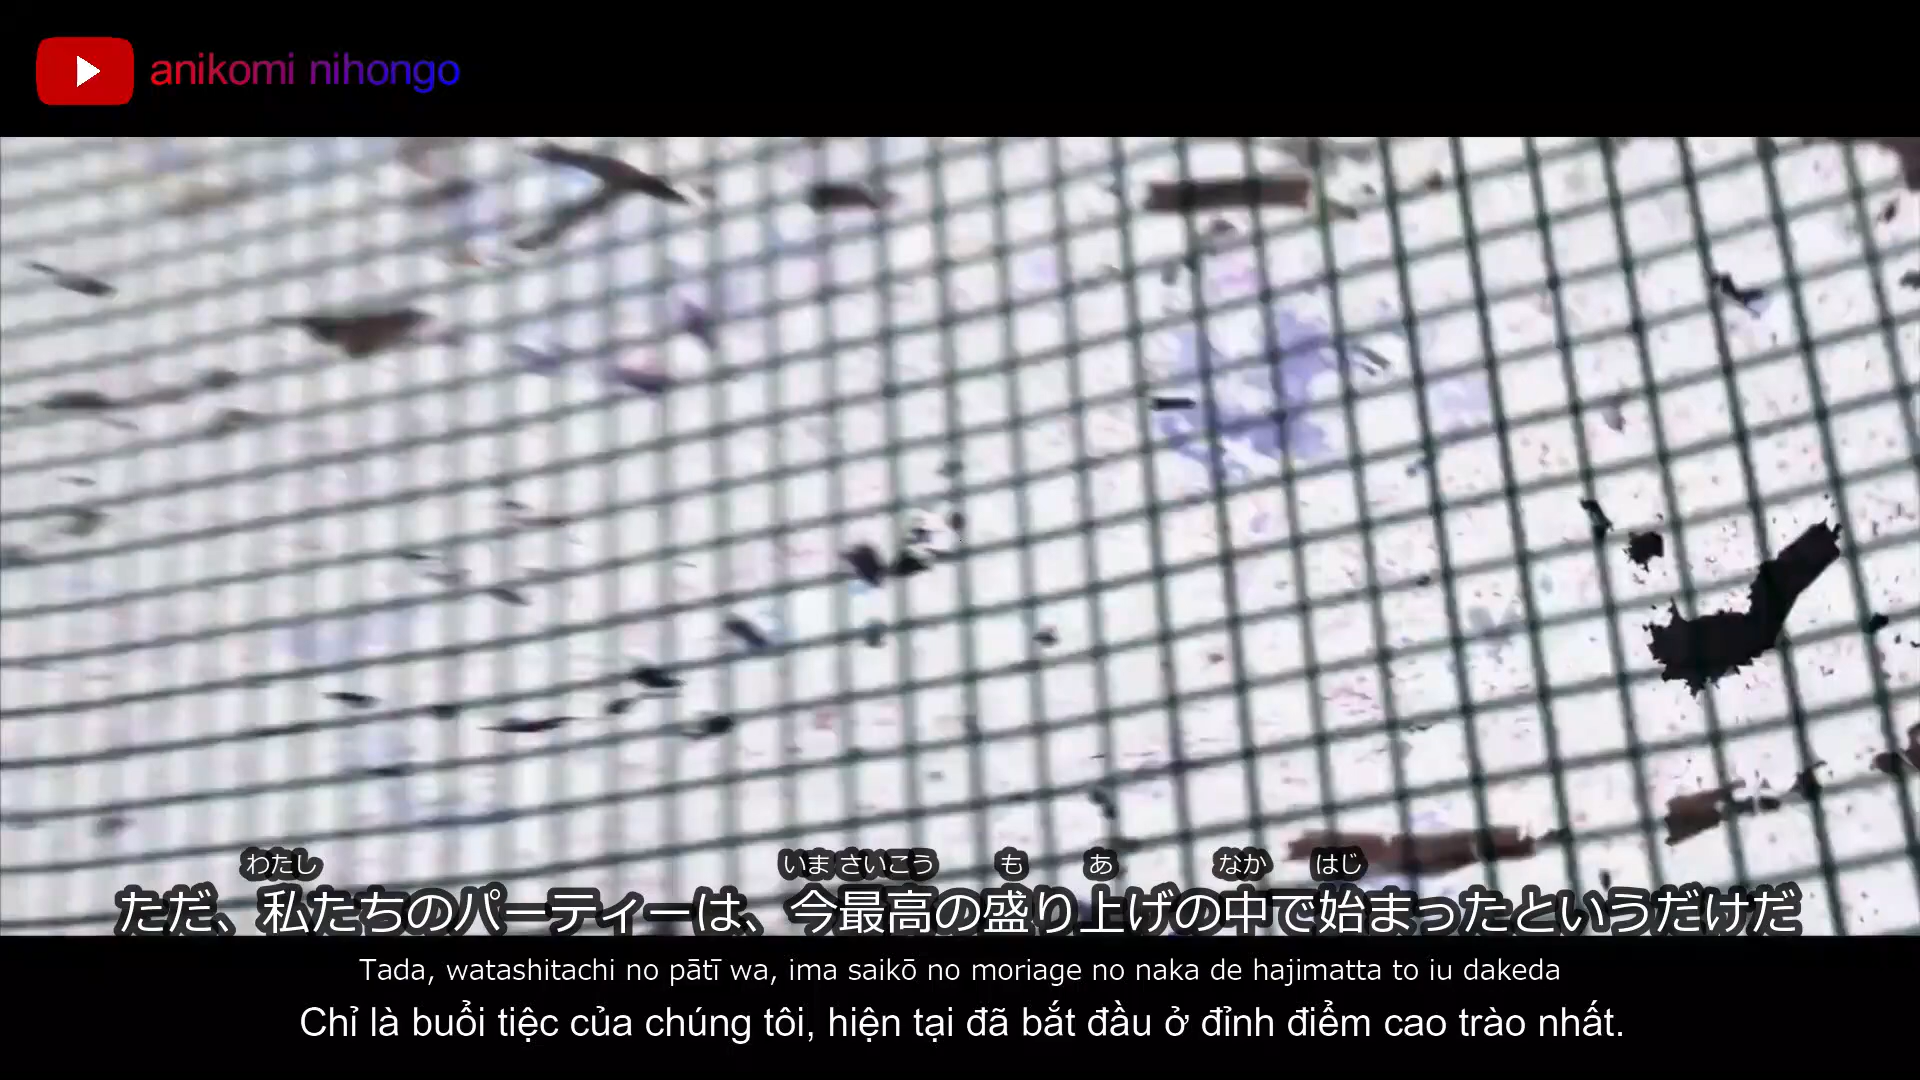 anikomi nihongo
わたし いま さいこう も あ なか はじ
ただ、私たちのパーティーは、今最高の盛り上げの中で始まったというだけだ
Tada, watashitachi no pātī wa, ima saikō no moriage no naka de hajimatta to iu dakeda
Chỉ là buổi tiệc của chúng tôi, hiện tại đã bắt đầu ở đỉnh điểm cao trào nhất.